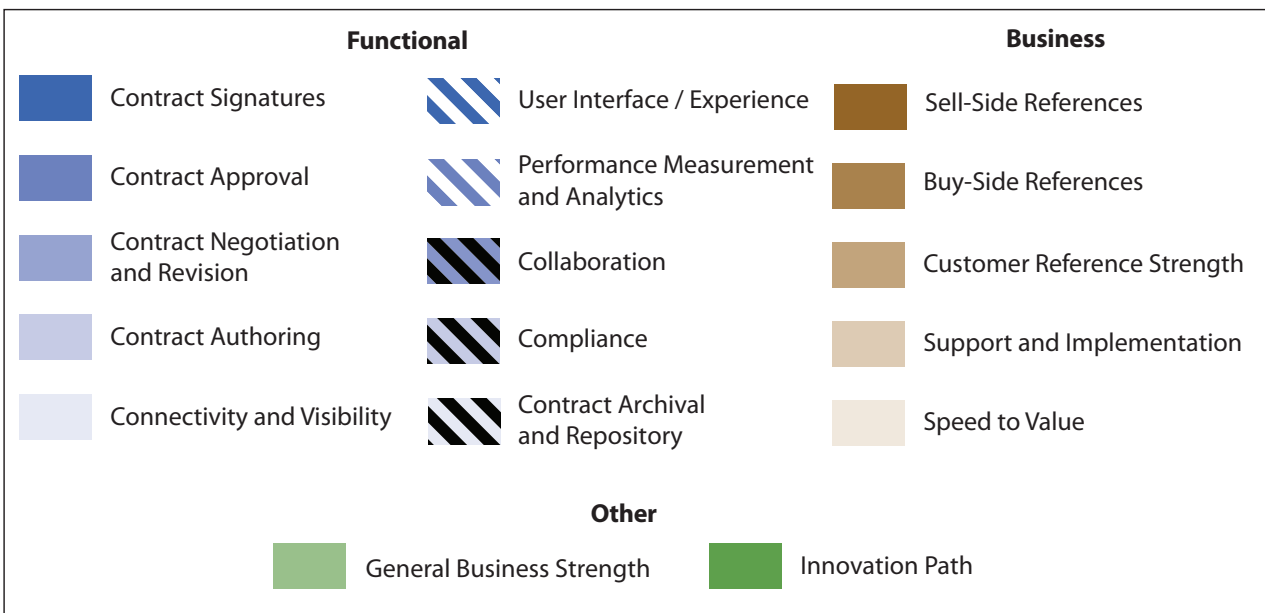 Functional
Business
Contract Signatures
User Interface / Experience
Sell-Side References
Contract Approval
Performance Measurement
and Analytics
Buy-Side References
Contract Negotiation
and Revision
Collaboration
Customer Reference Strength
Contract Authoring
Compliance
Support and Implementation
Connectivity and Visibility
Contract Archival
and Repository
Speed to Value
Other
General Business Strength
Innovation Path